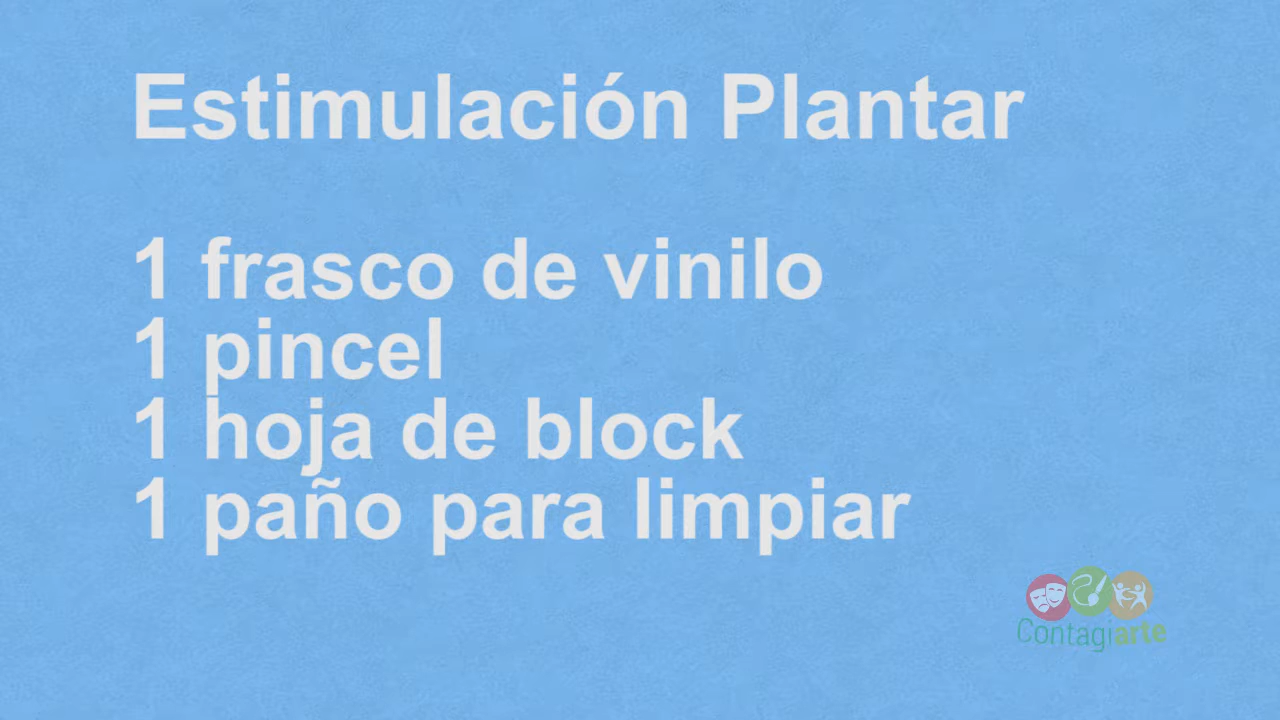 Estimulación Plantar
1 frasco de vinilo
1 pincel
1 hoja de block
1 paño para limpiar
Contagiarte